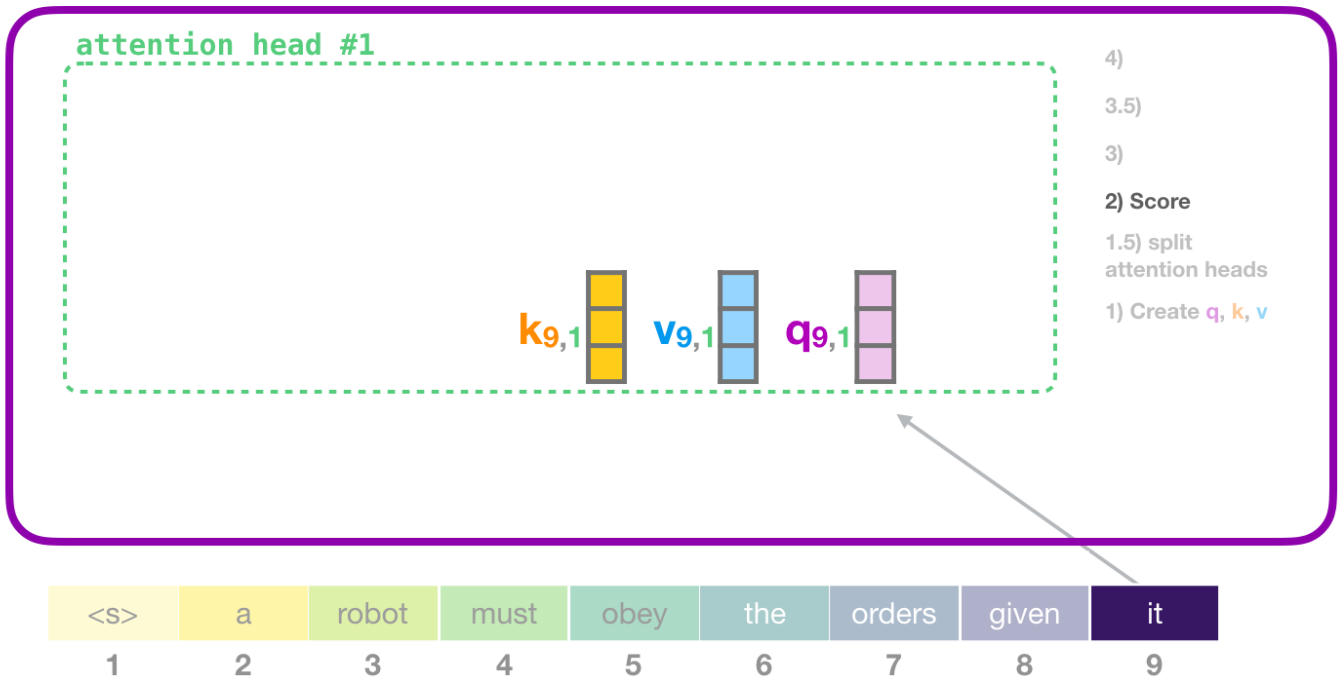 attention head #1
4)
3.5)
3)
2) Score
1.5) split
attention heads
1) Create q, k, v
k9,1
v9,1
q9,1
<s> a robot must obey the orders given it
1 2 3 4 5 6 7 8 9